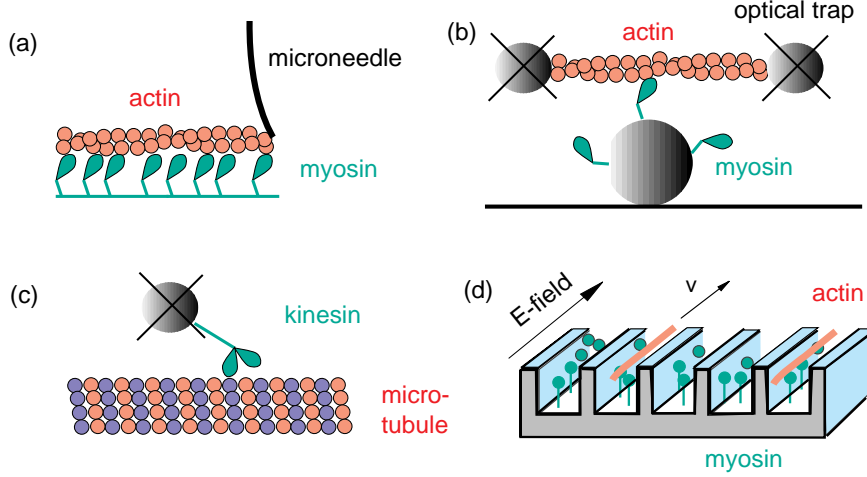 (a)
microneedle
actin
myosin
(b)
optical trap
actin
myosin
(c)
kinesin
micro-
tubule
(d)
E-field
v
actin
myosin